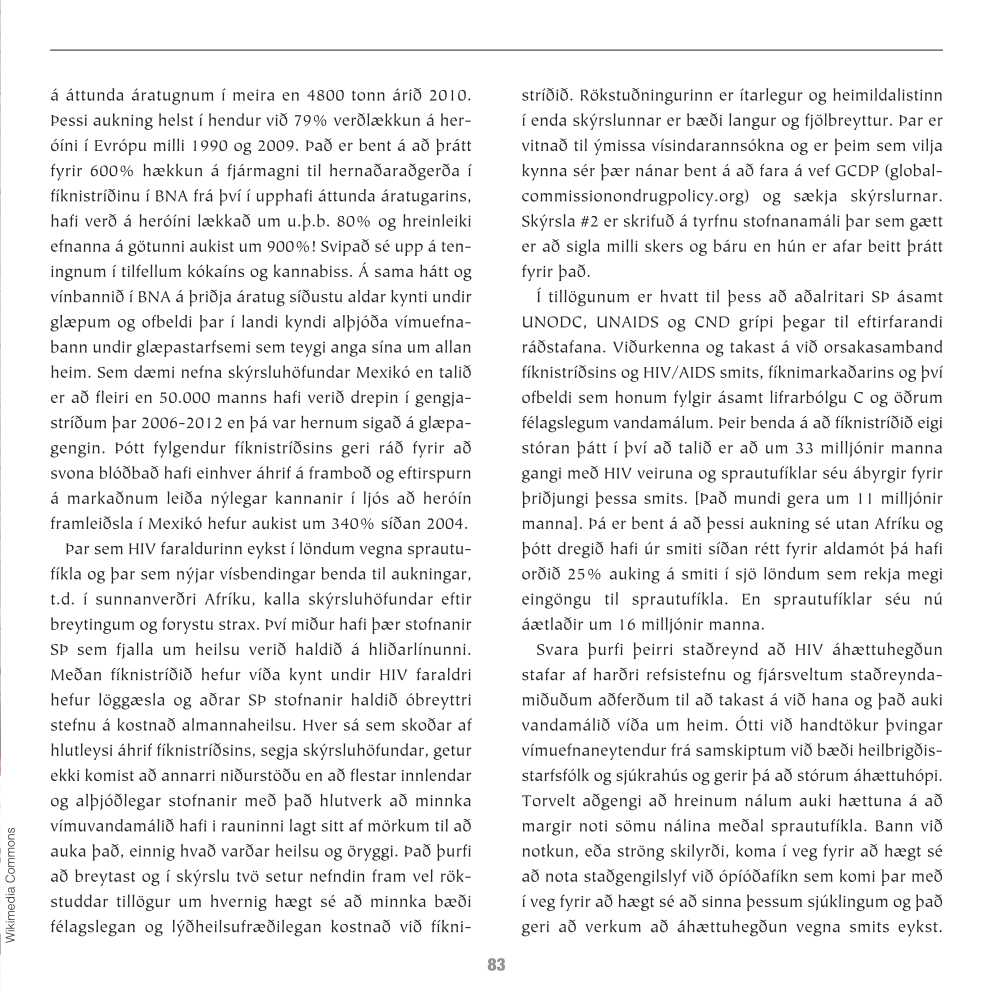 á áttunda áratugnum í meira en 4800 tonn árið 2010.
Þessi aukning helst í hendur við 79% verðlækkun á her-
óíni í Evrópu milli 1990 og 2009. Það er bent á að þrátt
fyrir 600% hækkun á fjármagni til hernaðaraðgerða í
fíknistríðinu í BNA frá því í upphafi áttunda áratugarins,
hafi verð á heróíni lækkað um u.þ.b. 80% og hreinleiki
efnanna á götunni aukist um 900%! Svipað sé upp á ten-
ingnum í tilfellum kókaíns og kannabiss. Á sama hátt og
vínbannið í BNA á þriðja áratug síðustu aldar kynti undir
glæpum og ofbeldi þar í landi kyndi alþjóða vímuefna-
bann undir glæpastarfsemi sem teygi anga sína um allan
heim. Sem dæmi nefna skýrsluhöfundar Mexikó en talið
er að fleiri en 50.000 manns hafi verið drepin í gengja-
stríðum þar 2006-2012 en þá var hernum sigað á glæpa-
gengin. Þótt fylgendur fíknistríðsins geri ráð fyrir að
svona blóðbað hafi einhver áhrif á framboð og eftirspurn
á markaðnum leiða nýlegar kannanir í ljós að heróín
framleiðsla í Mexikó hefur aukist um 340% síðan 2004.
Þar sem HIV faraldurinn eykst í löndum vegna sprautu-
fíkla og þar sem nýjar vísbendingar benda til aukningar,
t.d. í sunnanverðri Afríku, kalla skýrsluhöfundar eftir
breytingum og forystu strax. Því miður hafi þær stofnanir
SÞ sem fjalla um heilsu verið haldið á hliðarlínunni.
Meðan fíknistríðið hefur víða kynt undir HIV faraldri
hefur löggæsla og aðrar SÞ stofnanir haldið óbreyttri
stefnu á kostnað almannaheilsu. Hver sá sem skoðar af
hlutleysi áhrif fíknistríðsins, segja skýrsluhöfundar, getur
ekki komist að annarri niðurstöðu en að flestar innlendar
og alþjóðlegar stofnanir með það hlutverk að minnka
vímuvandamálið hafi i rauninni lagt sitt af mörkum til að
auka það, einnig hvað varðar heilsu og öryggi. Það þurfi
að breytast og í skýrslu tvö setur nefndin fram vel rök-
studdar tillögur um hvernig hægt sé að minnka bæði
félagslegan og lýðheilsufræðilegan kostnað við fíkni-
stríðið. Rökstuðningurinn er ítarlegur og heimildalistinn
í enda skýrslunnar er bæði langur og fjölbreyttur. Þar er
vitnað til ýmissa vísindarannsókna og er þeim sem vilja
kynna sér þær nánar bent á að fara á vef GCDP (global-
commissionondrugpolicy.org) og sækja skýrslurnar.
Skýrsla #2 er skrifuð á tyrfnu stofnanamáli þar sem gætt
er að sigla milli skers og báru en hún er afar beitt þrátt
fyrir það.
Í tillögunum er hvatt til þess að aðalritari SÞ ásamt
UNODC, UNAIDS og CND grípi þegar til eftirfarandi
ráðstafana. Viðurkenna og takast á við orsakasamband
fíknistríðsins og HIV/AIDS smits, fíknimarkaðarins og því
ofbeldi sem honum fylgir ásamt lifrarbólgu C og öðrum
félagslegum vandamálum. Þeir benda á að fíknistríðið eigi
stóran þátt í því að talið er að um 33 milljónir manna
gangi með HIV veiruna og sprautufíklar séu ábyrgir fyrir
þriðjungi þessa smits. [Það mundi gera um 11 milljónir
manna]. Þá er bent á að þessi aukning sé utan Afríku og
þótt dregið hafi úr smiti síðan rétt fyrir aldamót þá hafi
orðið 25% auking á smiti í sjö löndum sem rekja megi
eingöngu til sprautufíkla. En sprautufíklar séu nú
áætlaðir um 16 milljónir manna.
Svara þurfi þeirri staðreynd að HIV áhættuhegðun
stafar af harðri refsistefnu og fjársveltum staðreynda-
miðuðum aðferðum til að takast á við hana og það auki
vandamálið víða um heim. Ótti við handtökur þvingar
vímuefnaneytendur frá samskiptum við bæði heilbrigðis-
starfsfólk og sjúkrahús og gerir þá að stórum áhættuhópi.
Torvelt aðgengi að hreinum nálum auki hættuna á að
margir noti sömu nálina meðal sprautufíkla. Bann við
notkun, eða ströng skilyrði, koma í veg fyrir að hægt sé
að nota staðgengilslyf við ópíóðafíkn sem komi þar með
í veg fyrir að hægt sé að sinna þessum sjúklingum og það
geri að verkum að áhættuhegðun vegna smits eykst.
Wikimedia Commons
83